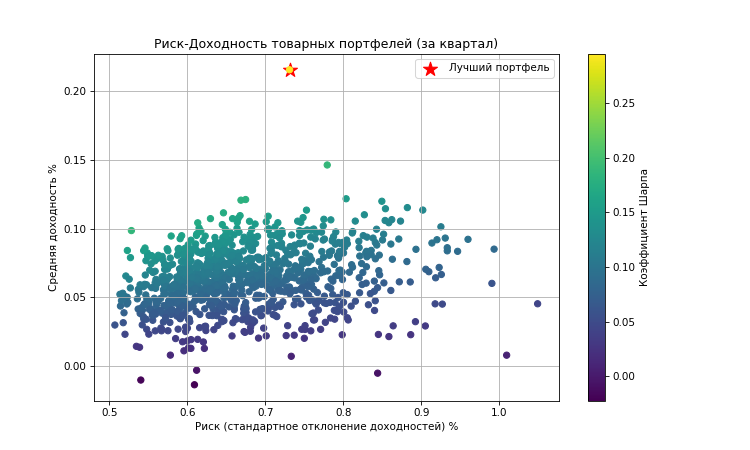 Риск-Доходность товарных портфелей (за квартал)
Лучший портфель
Средняя доходность %
0.20
0.15
0.10
0.05
0.00
0.5 0.6 0.7 0.8 0.9 1.0
Риск (стандартное отклонение доходностей) %
0.25
0.20
0.15
0.10
0.05
0.00
Коэффициент Шарпа